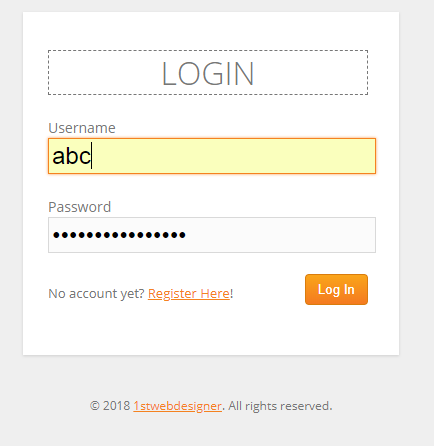 LOGIN
Username
abc
Password
••••••••••••••••
No account yet? Register Here!
Log In
© 2018 1stwebdesigner. All rights reserved.